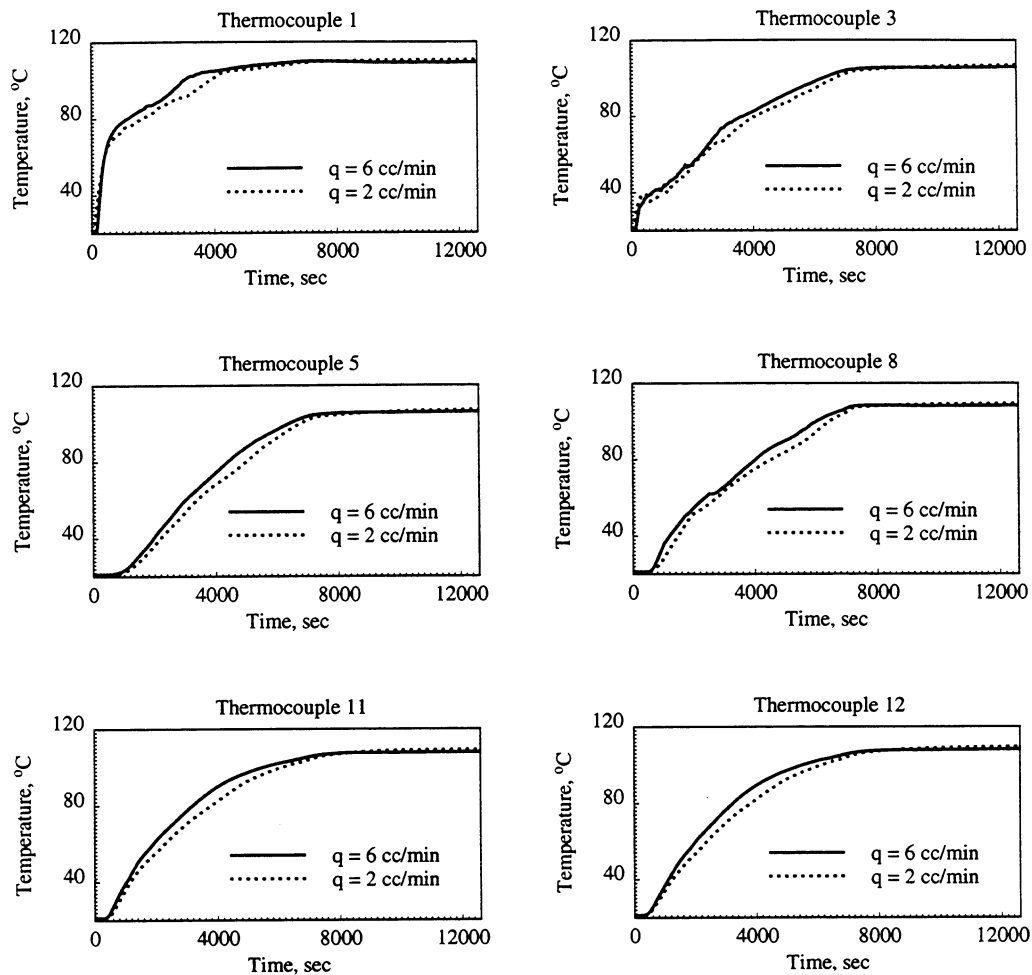 Thermocouple 1
120
80
40
Temperature, °C
q = 6 cc/min
q = 2 cc/min
0 4000 8000 12000
Time, sec
Thermocouple 3
120
80
40
Temperature, °C
q = 6 cc/min
q = 2 cc/min
0 4000 8000 12000
Time, sec
Thermocouple 5
120
80
40
Temperature, °C
q = 6 cc/min
q = 2 cc/min
0 4000 8000 12000
Time, sec
Thermocouple 8
120
80
40
Temperature, °C
q = 6 cc/min
q = 2 cc/min
0 4000 8000 12000
Time, sec
Thermocouple 11
120
80
40
Temperature, °C
q = 6 cc/min
q = 2 cc/min
0 4000 8000 12000
Time, sec
Thermocouple 12
120
80
40
Temperature, °C
q = 6 cc/min
q = 2 cc/min
0 4000 8000 12000
Time, sec